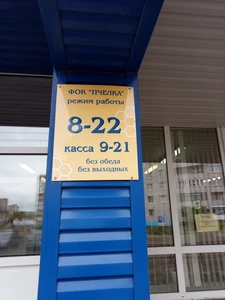 ФОК "ПЧЕЛКА"
режим работы
8-22
касса 9-21
без обеда
без выходных